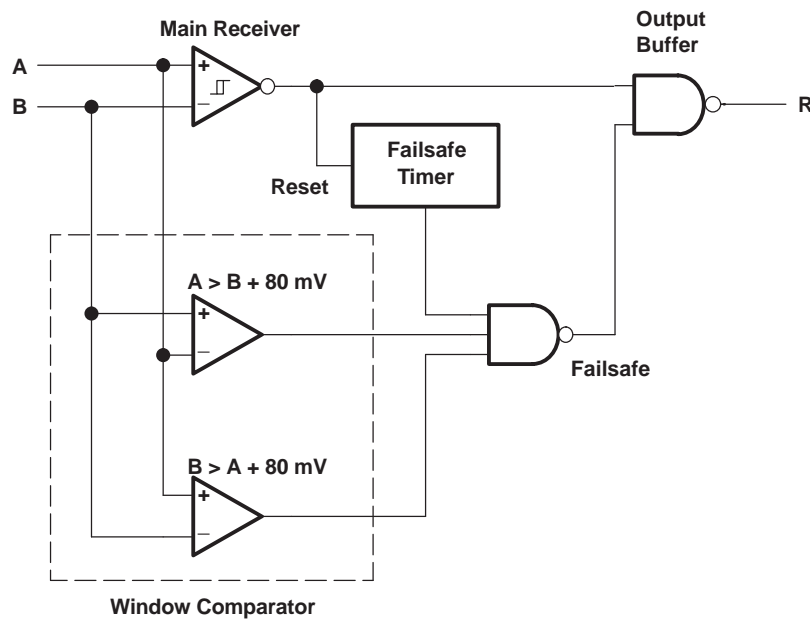 Output
Buffer
Main Receiver
A
+
_
B
R
Failsafe
Timer
Reset
A > B + 80 mV
+
_
Failsafe
B > A + 80 mV
+
_
Window Comparator